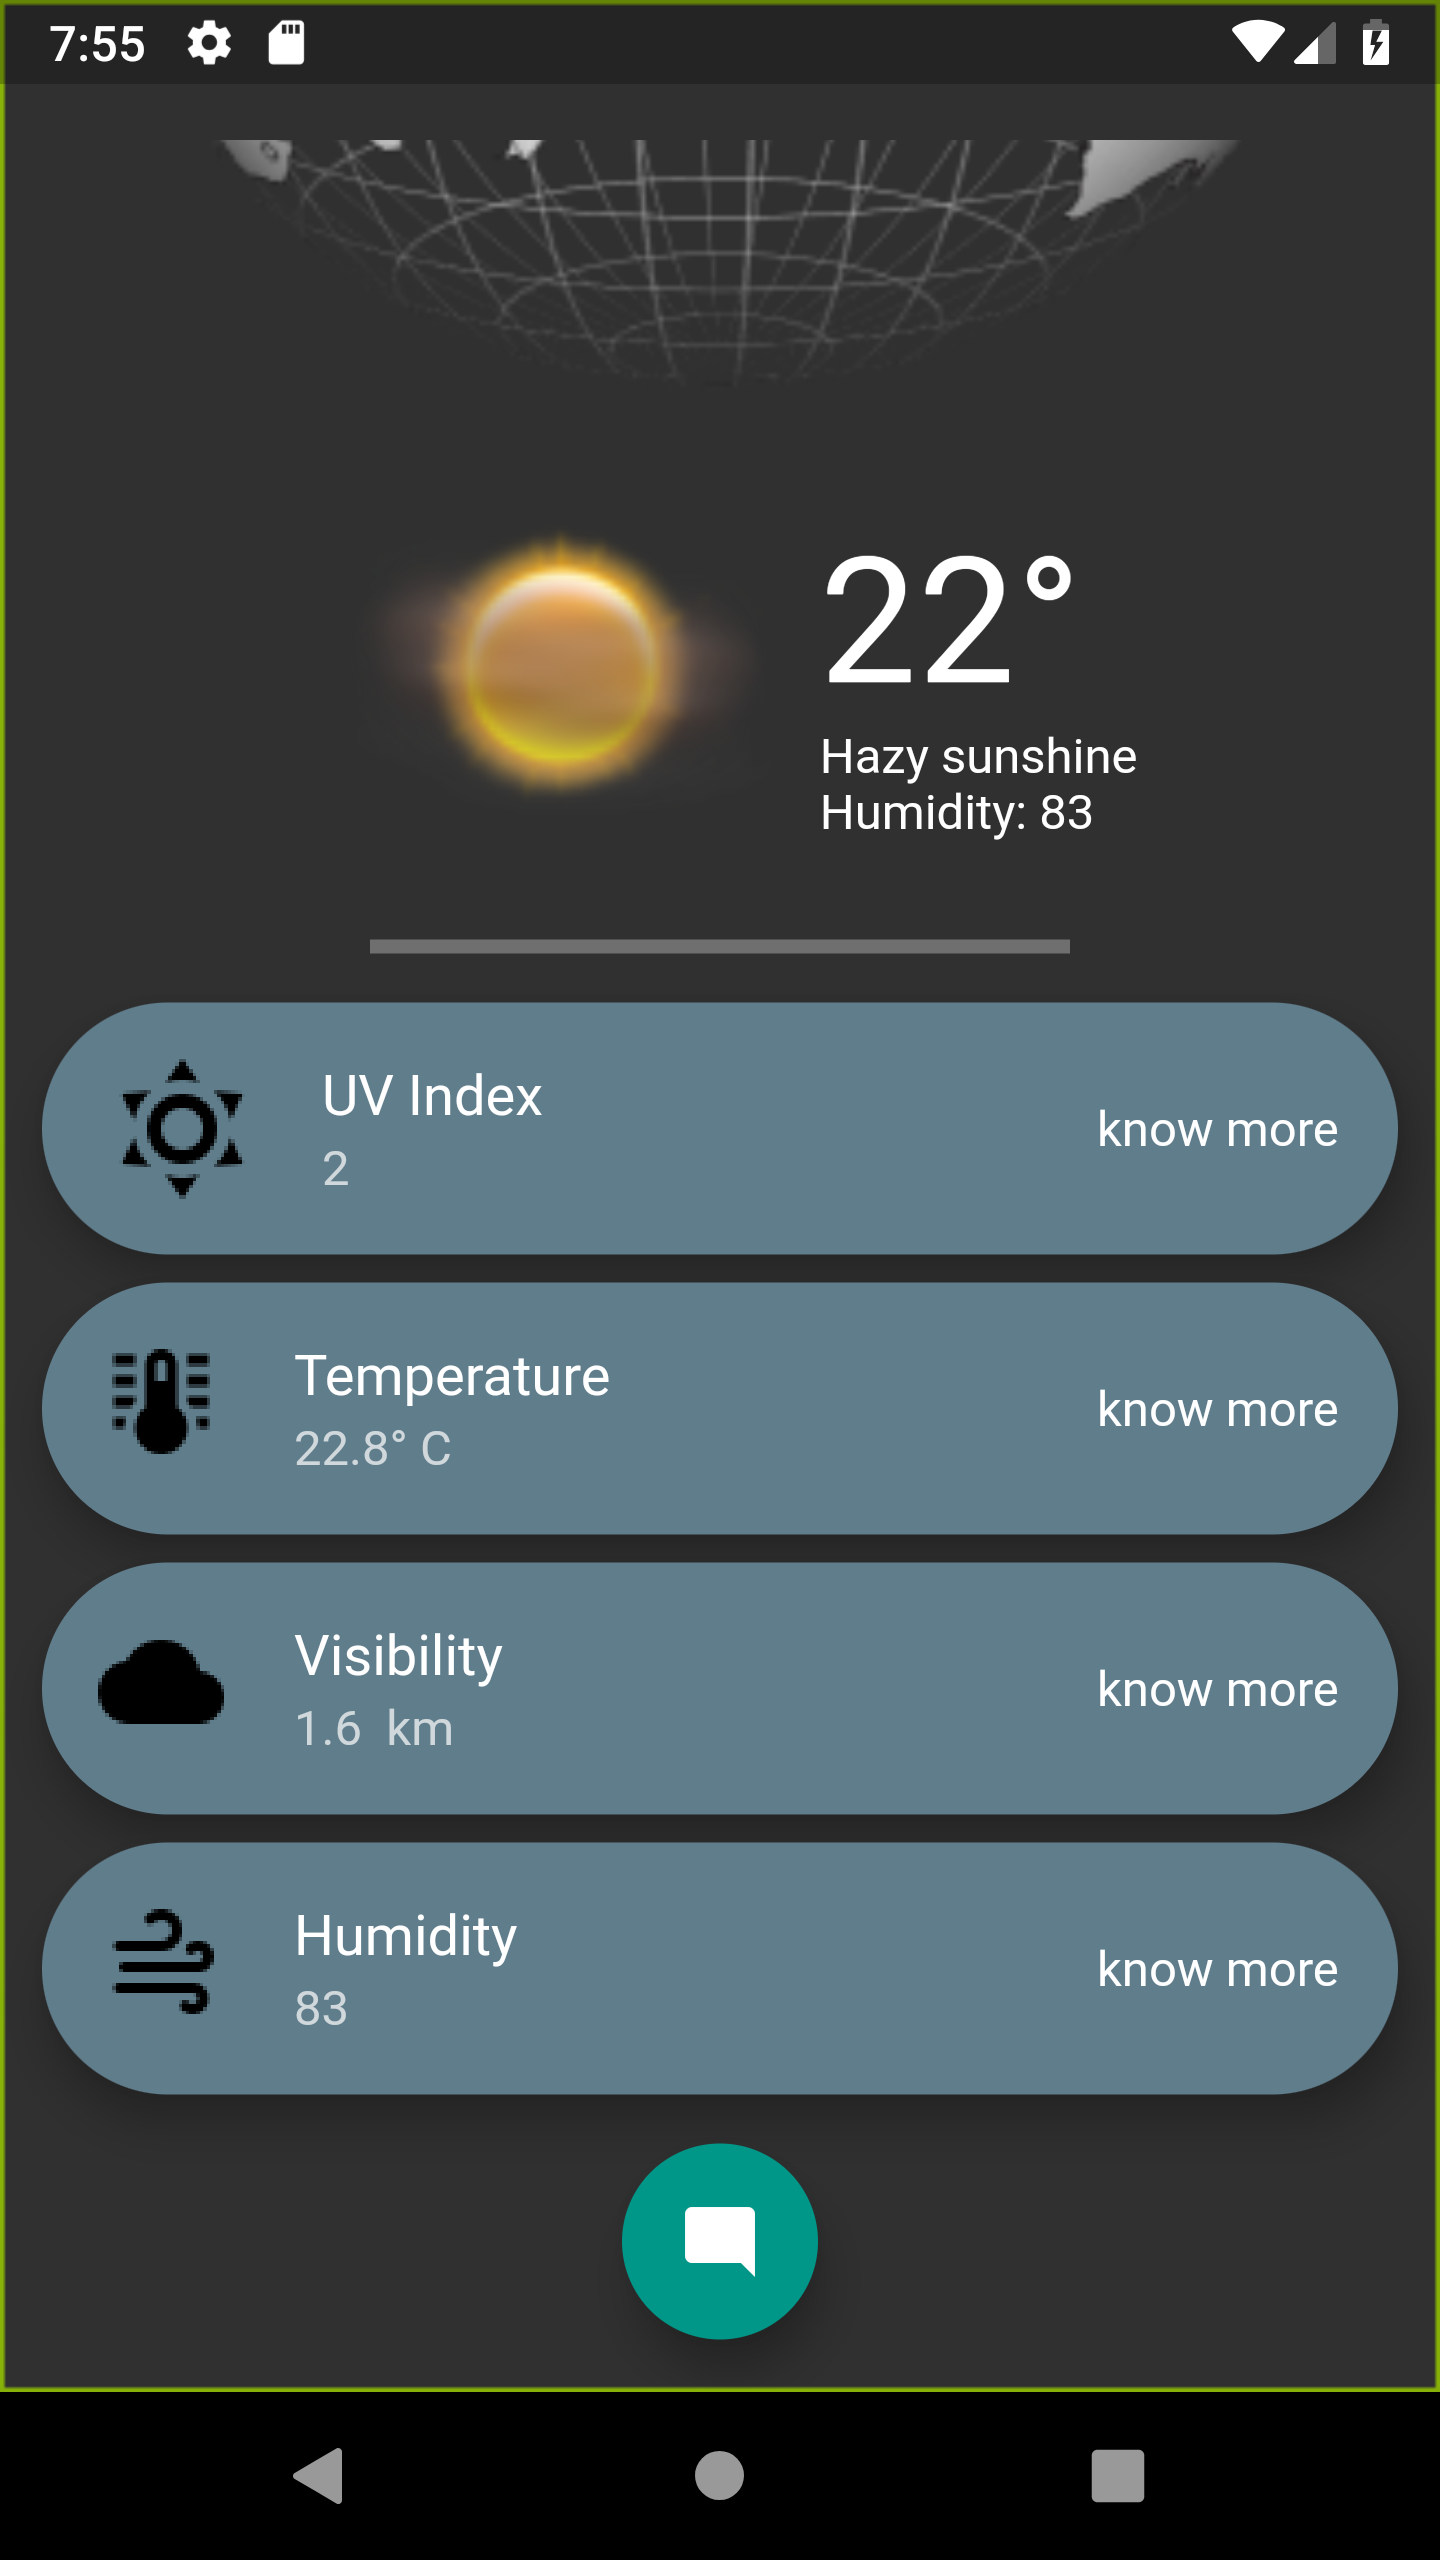 7:55
22°
Hazy sunshine
Humidity: 83
UV Index
2
know more
Temperature
22.8° C
know more
Visibility
1.6  km
know more
Humidity
83
know more